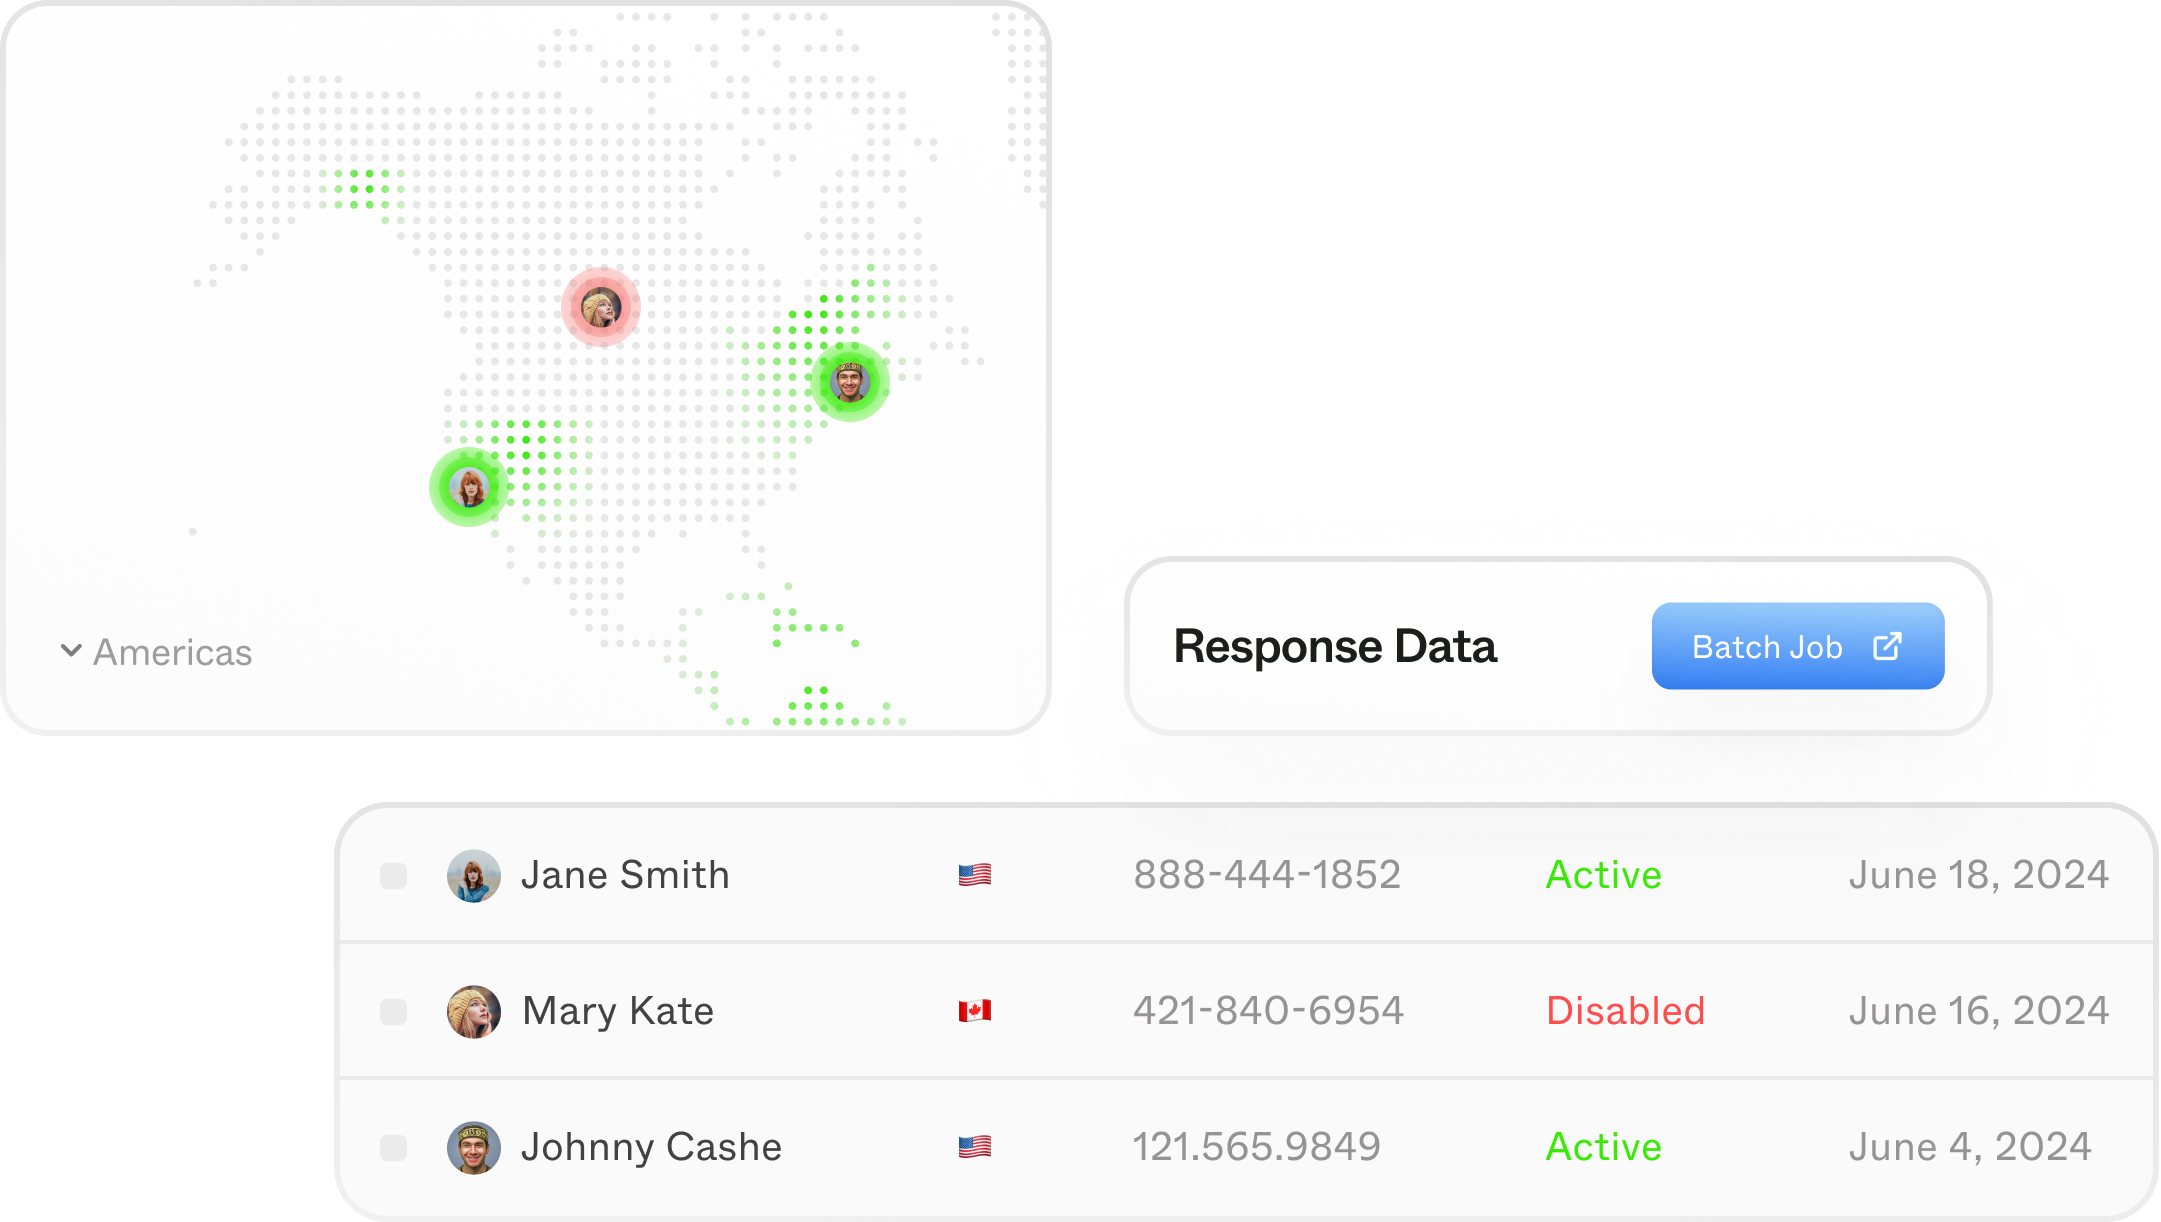 Americas
Response Data
Batch Job
Jane Smith 888-444-1852 Active June 18, 2024
Mary Kate 421-840-6954 Disabled June 16, 2024
Johnny Cashe 121.565.9849 Active June 4, 2024